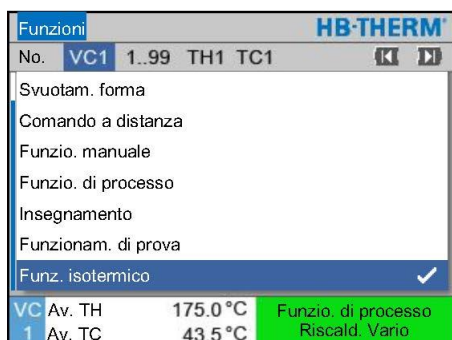 Funzioni HB-THERM®
No. VC1 1..99 TH1 TC1
Svuotam. forma
Comando a distanza
Funzio. manuale
Funzio. di processo
Insegnamento
Funzionam. di prova
Funz. isotermico
VC Av. TH 175.0 °C Funzio. di processo
1 Av. TC 43.5 °C Riscald. Vario